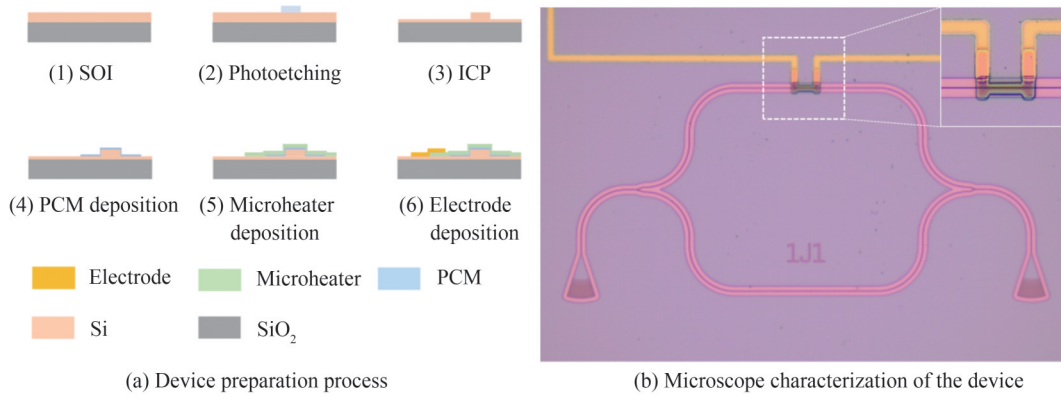 (1) SOI
(2) Photoetching
(3) ICP
(4) PCM deposition
(5) Microheater
deposition
(6) Electrode
deposition
Electrode
Microheater
PCM
Si
SiO₂
(a) Device preparation process
1J1
(b) Microscope characterization of the device